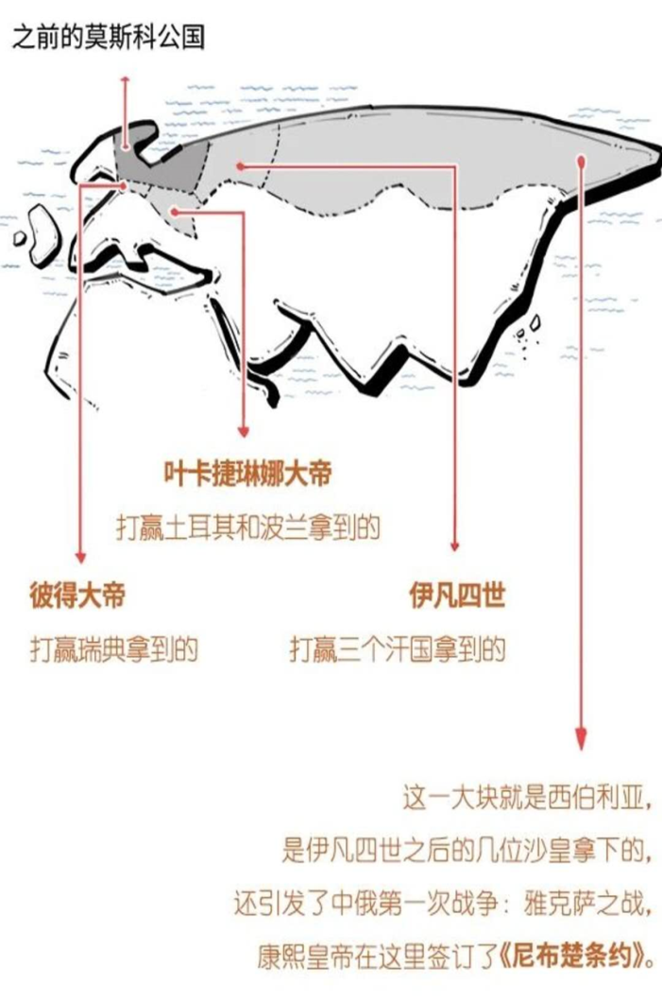 之前的莫斯科公国
叶卡捷琳娜大帝
打赢土耳其和波兰拿到的
彼得大帝
打赢瑞典拿到的
伊凡四世
打赢三个汗国拿到的
这一大块就是西伯利亚,
是伊凡四世之后的几位沙皇拿下的,
还引发了中俄第一次战争：雅克萨之战,
康熙皇帝在这里签订了《尼布楚条约》。